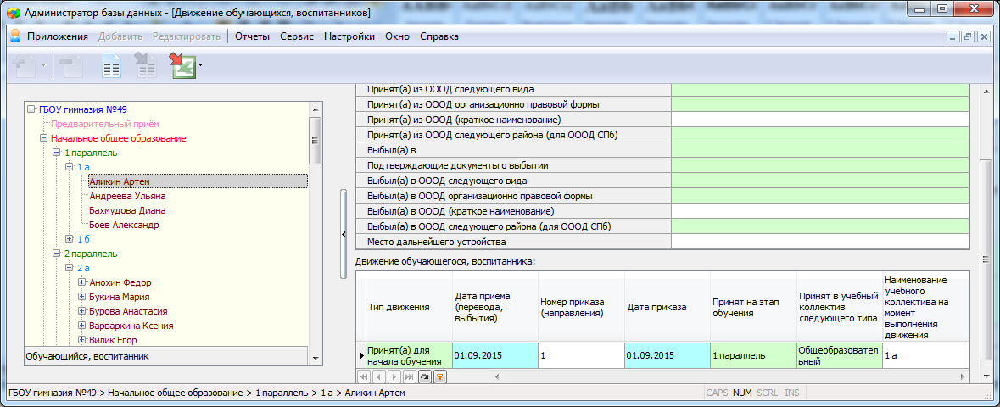 Администратор базы данных - [Движение обучающихся, воспитанников]
Приложения Добавить Редактировать Отчеты Сервис Настройки Окно Справка
ГБОУ гимназия №49
Предварительный приём
Начальное общее образование
1 параллель
1 а
Аликин Артем
Андреева Ульяна
Бахмудова Диана
Боев Александр
1 б
2 параллель
2 а
Анохин Федор
Букина Мария
Бурова Анастасия
Варваркина Ксения
Вилик Егор
Обучающийся, воспитанник
Принят(а) из ОООД следующего вида
Принят(а) из ОООД организационно правовой формы
Принят(а) из ОООД (краткое наименование)
Принят(а) из ОООД следующего района (для ОООД СПб)
Выбыл(а) в
Подтверждающие документы о выбытии
Выбыл(а) в ОООД следующего вида
Выбыл(а) в ОООД организационно правовой формы
Выбыл(а) в ОООД (краткое наименование)
Выбыл(а) в ОООД следующего района (для ОООД СПб)
Место дальнейшего устройства
Движение обучающегося, воспитанника:
Тип движения
Дата приёма
(перевода,
выбытия)
Номер приказа
(направления)
Дата приказа
Принят на этап
обучения
Принят в учебный
коллектив
следующего типа
Наименование
учебного
коллектива на
момент
выполнения
движения
Принят(а) для
начала обучения
01.09.2015
1
01.09.2015
1 параллель
Общеобразовател
ьный
1 а
ГБОУ гимназия №49 > Начальное общее образование > 1 параллель > 1 а > Аликин Артем
CAPS NUM SCRL INS